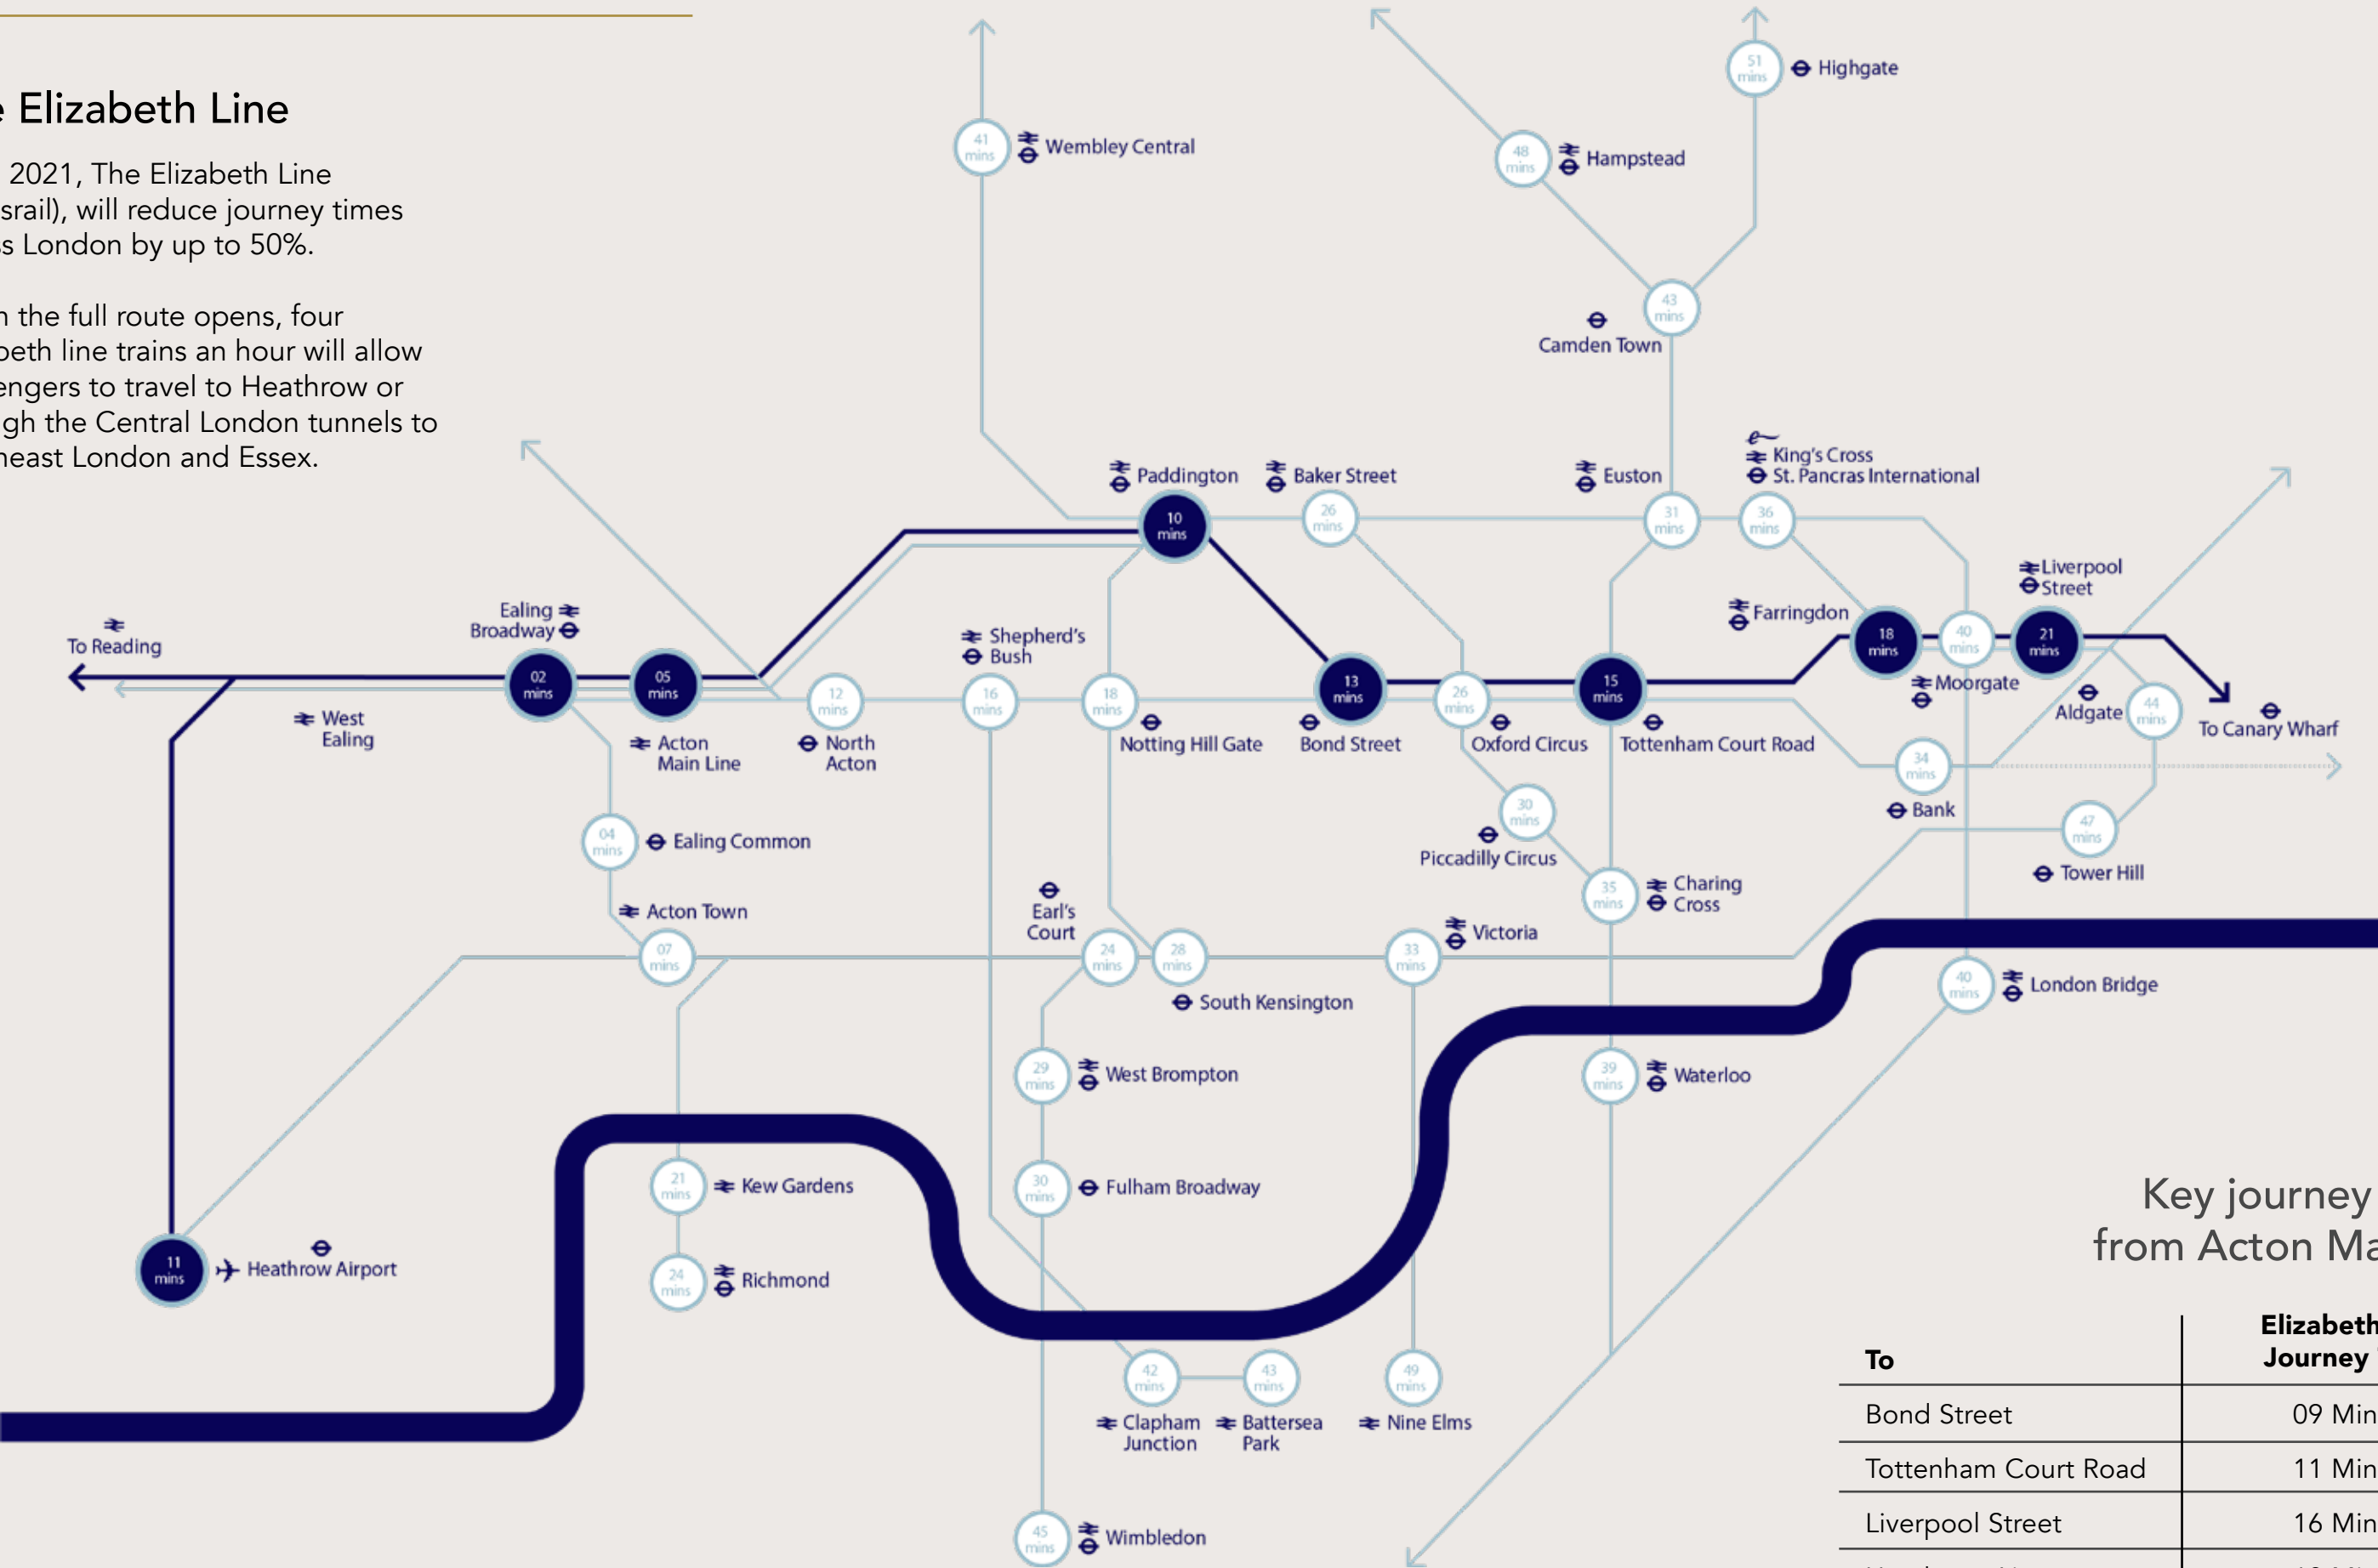 Elizabeth Line
2021, The Elizabeth Line
srail), will reduce journey times
ss London by up to 50%.
n the full route opens, four
beth line trains an hour will allow
engers to travel to Heathrow or
gh the Central London tunnels to
heast London and Essex.
51 mins
Highgate
41 mins
Wembley Central
48 mins
Hampstead
43 mins
Camden Town
Paddington
10 mins
Baker Street
26 mins
Euston
31 mins
King's Cross
St. Pancras International
36 mins
To Reading
West
Ealing
Ealing
Broadway
02 mins
05 mins
Acton
Main Line
12 mins
North
Acton
Shepherd's
Bush
16 mins
18 mins
Notting Hill Gate
13 mins
Bond Street
26 mins
Oxford Circus
15 mins
Tottenham Court Road
Farringdon
18 mins
40 mins
Moorgate
Liverpool
Street
21 mins
Aldgate
44 mins
To Canary Wharf
34 mins
Bank
47 mins
Tower Hill
04 mins
Ealing Common
30 mins
Piccadilly Circus
35 mins
Charing
Cross
Acton Town
07 mins
Earl's
Court
24 mins
28 mins
South Kensington
33 mins
Victoria
40 mins
London Bridge
29 mins
West Brompton
39 mins
Waterloo
21 mins
Kew Gardens
30 mins
Fulham Broadway
11 mins
Heathrow Airport
24 mins
Richmond
42 mins
Clapham
Junction
43 mins
Battersea
Park
49 mins
Nine Elms
45 mins
Wimbledon
Key journey
from Acton Ma
To
Elizabeth
Journey
Bond Street 09 Min
Tottenham Court Road 11 Min
Liverpool Street 16 Min